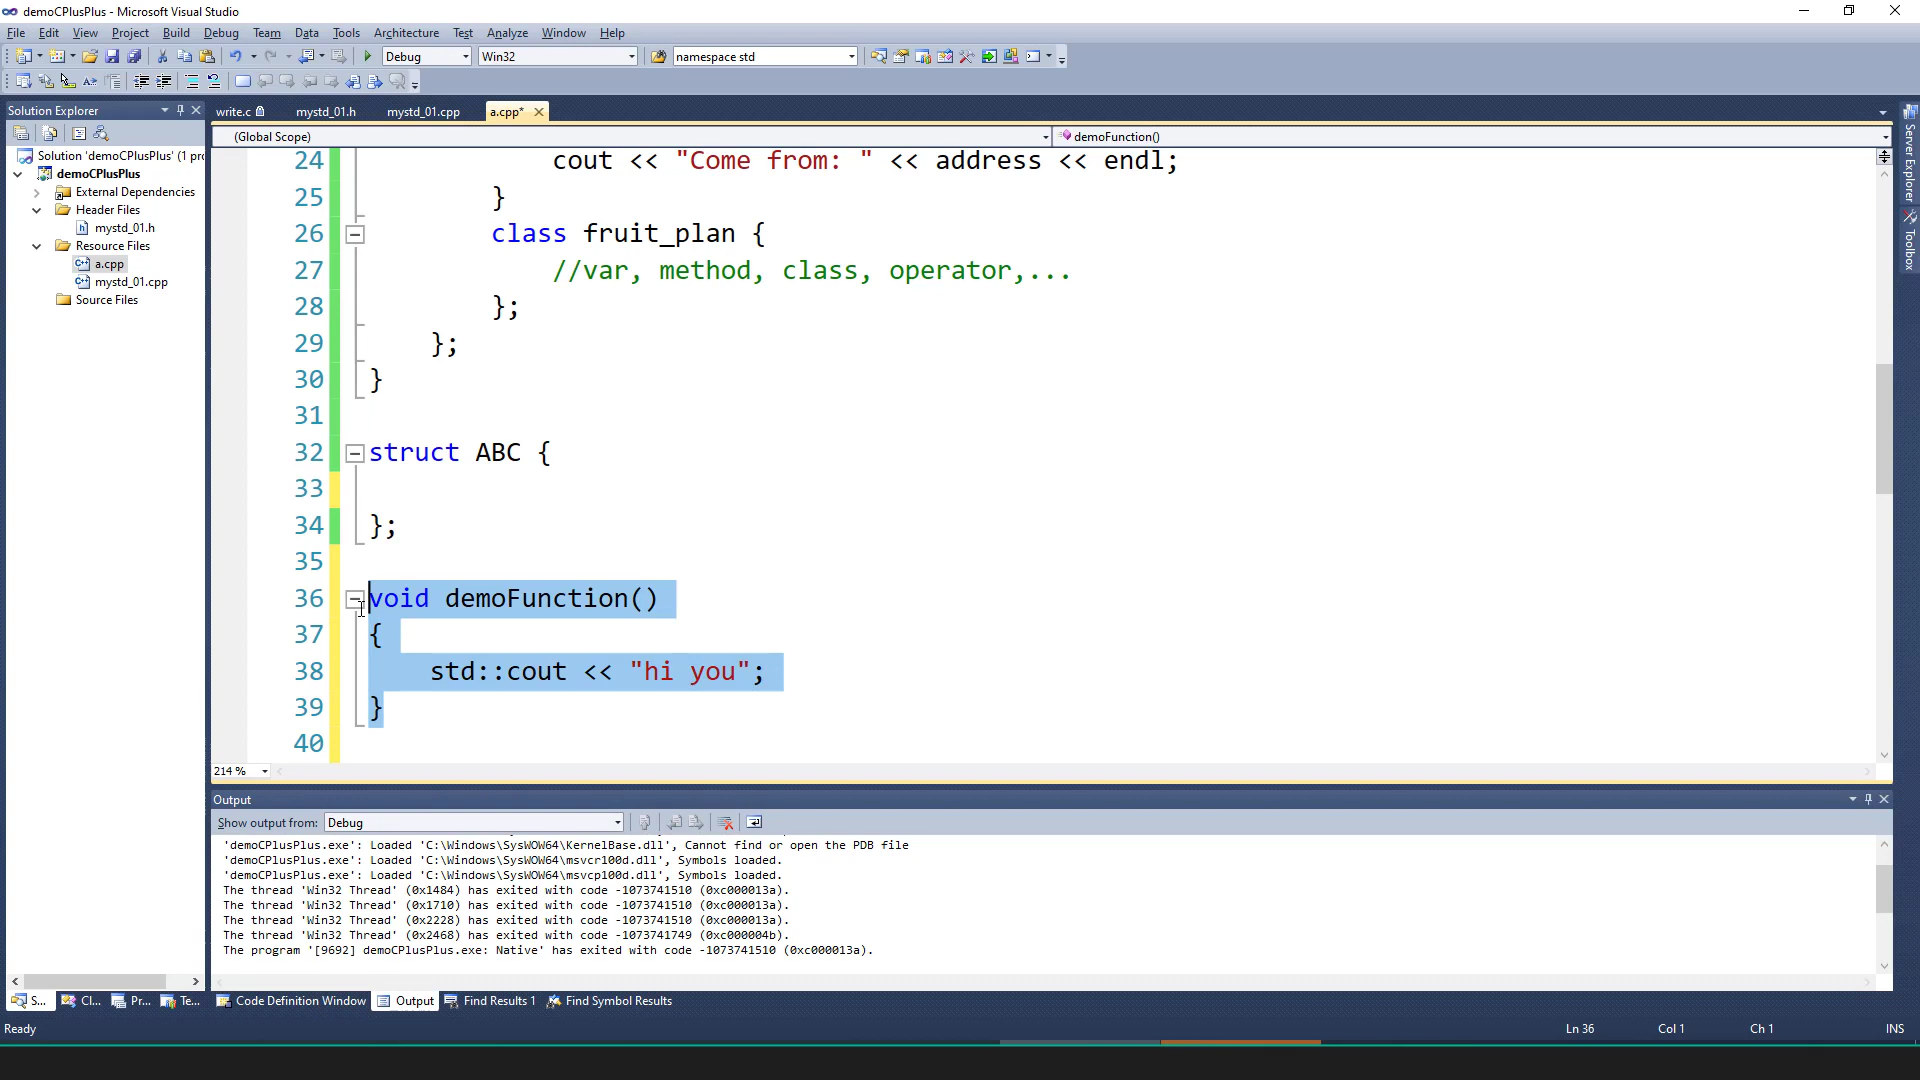 demoCPlusPlus - Microsoft Visual Studio
File Edit View Project Build Debug Team Data Tools Architecture Test Analyze Window Help
Debug Win32 namespace std
Solution Explorer
write.c mystd_01.h mystd_01.cpp a.cpp*
(Global Scope) demoFunction()
Solution 'demoCPlusPlus' (1 pro
demoCPlusPlus
External Dependencies
Header Files
mystd_01.h
Resource Files
a.cpp
mystd_01.cpp
Source Files
24 cout << "Come from: " << address << endl;
25 }
26 class fruit_plan {
27 //var, method, class, operator,...
28 };
29 };
30 }
31
32 struct ABC {
33
34 };
35
36 void demoFunction()
37 {
38 std::cout << "hi you";
39 }
40
214 %
Server Explorer
Toolbox
Output
Show output from: Debug
'demoCPlusPlus.exe': Loaded 'C:\Windows\SysWOW64\KernelBase.dll', Cannot find or open the PDB file
'demoCPlusPlus.exe': Loaded 'C:\Windows\SysWOW64\msvcr100d.dll', Symbols loaded.
'demoCPlusPlus.exe': Loaded 'C:\Windows\SysWOW64\msvcp100d.dll', Symbols loaded.
The thread 'Win32 Thread' (0x1484) has exited with code -1073741510 (0xc000013a).
The thread 'Win32 Thread' (0x1710) has exited with code -1073741510 (0xc000013a).
The thread 'Win32 Thread' (0x2228) has exited with code -1073741510 (0xc000013a).
The thread 'Win32 Thread' (0x2468) has exited with code -1073741749 (0xc000004b).
The program '[9692] demoCPlusPlus.exe: Native' has exited with code -1073741510 (0xc000013a).
S... Cl... Pr... Te... Code Definition Window Output Find Results 1 Find Symbol Results
Ready Ln 36 Col 1 Ch 1 INS